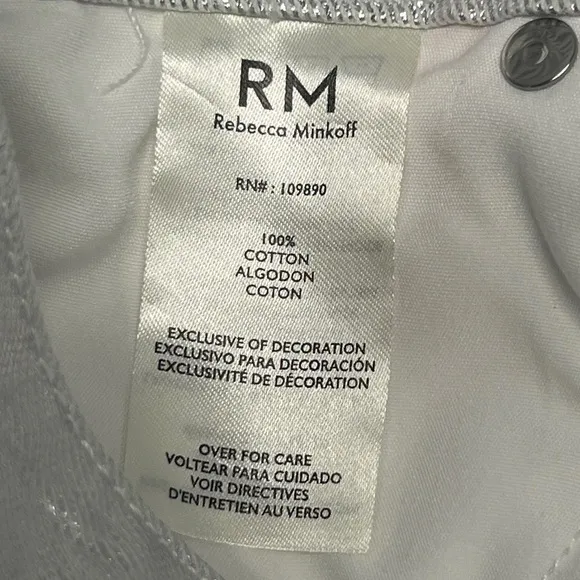 RM
Rebecca Minkoff
RN# : 109890
100%
COTTON
ALGODON
COTON
EXCLUSIVE OF DECORATION
EXCLUSIVO PARA DECORACIÓN
EXCLUSIVITÉ DE DÉCORATION
OVER FOR CARE
VOLTEAR PARA CUIDADO
VOIR DIRECTIVES
D'ENTRETIEN AU VERSO